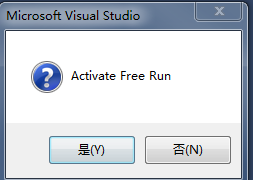 Microsoft Visual Studio
Activate Free Run
是(Y)
否(N)